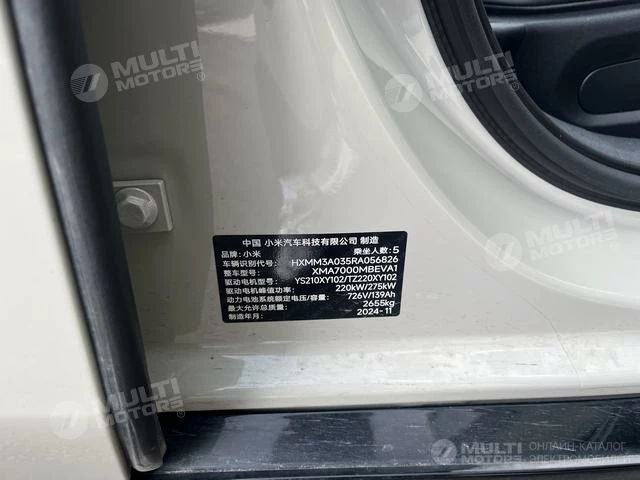 MULTI
MOTORS
MULTI
MOTORS
MULTI
MOTORS
中国 小米汽车科技有限公司 制造
品牌: 小米 乘坐人数: 5
车辆识别代号: HXMM3A035RA056826
整车型号: XMA7000MBEVA1
驱动电机型号: YS210XY102/TZ220XY102
驱动电机峰值功率: 220kW/275kW
动力电池系统额定电压/容量: 726V/139Ah
最大允许总质量: 2655kg
制造年月: 2024-11
MULTI
MOTORS
MULTI
MOTORS
ОНЛАЙН-КАТАЛОГ
ЭЛЕКТРОМОБИЛЕЙ